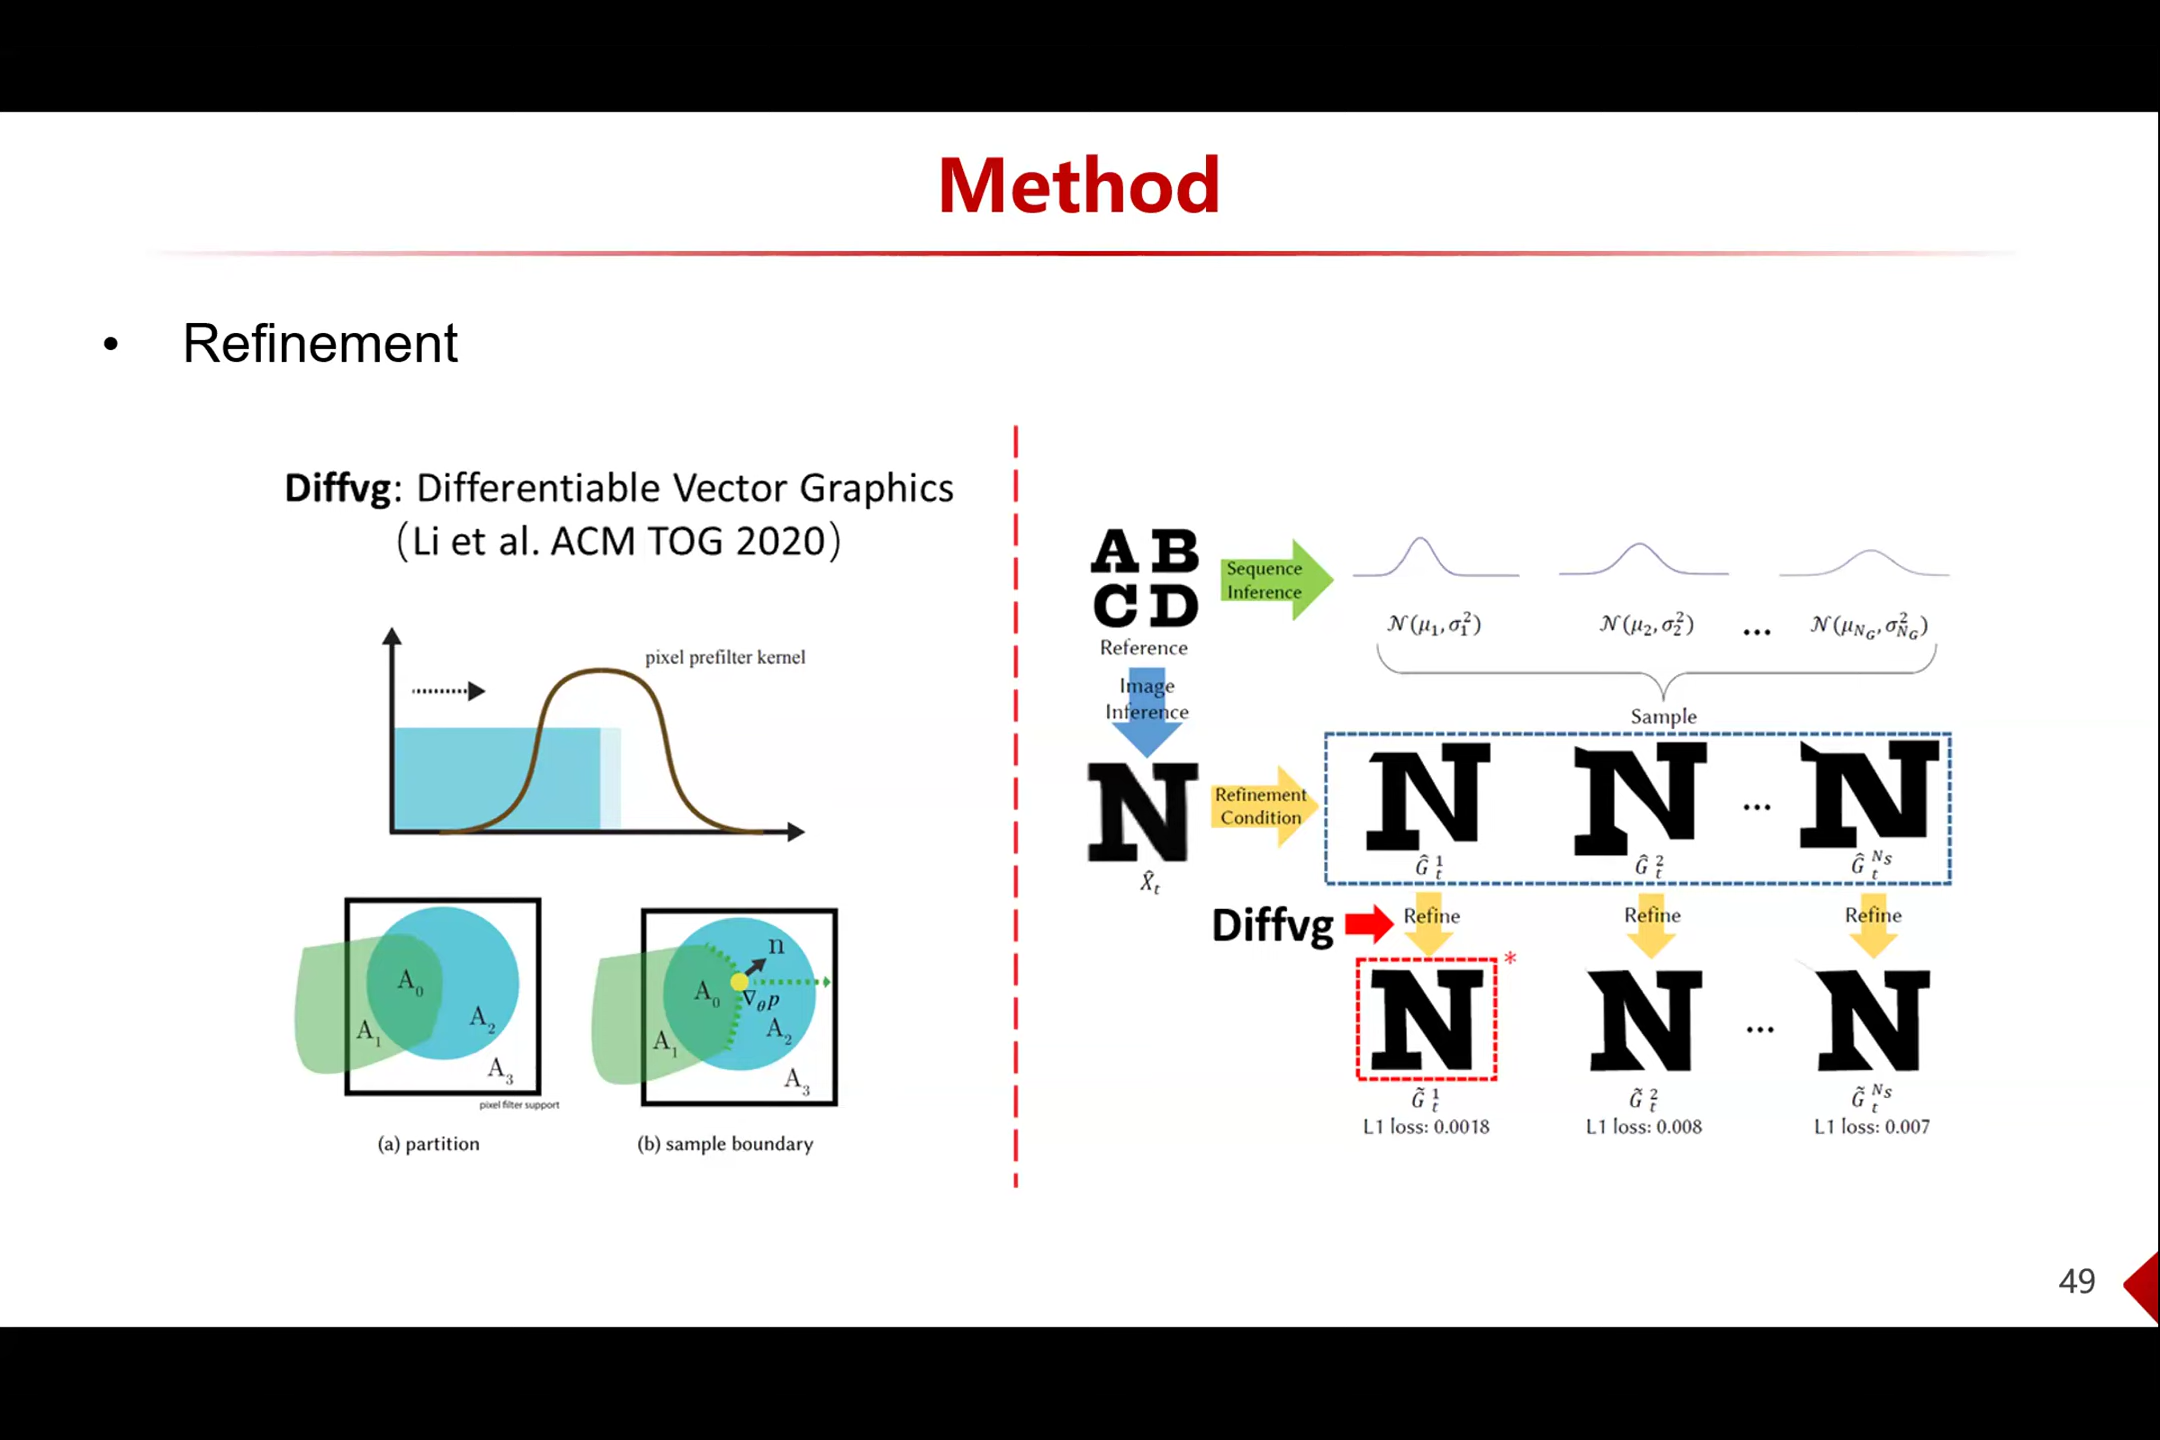 Method
• Refinement
Diffvg: Differentiable Vector Graphics
(Li et al. ACM TOG 2020)
pixel prefilter kernel
A₀
A₁
A₂
A₃
pixel filter support
(a) partition
n
A₀
∇_θ p
A₁
A₂
A₃
(b) sample boundary
A B
C D
Reference
Sequence
Inference
𝒩(μ₁, σ₁²)
𝒩(μ₂, σ₂²)
...
𝒩(μ_{N_G}, σ²_{N_G})
Sample
Image
Inference
N
X̂_t
Refinement
Condition
N
N
...
N
Ĝ_t^1
Ĝ_t^2
Ĝ_t^{N_S}
Diffvg
Refine
Refine
Refine
N
*
N
...
N
G̃_t^1
G̃_t^2
G̃_t^{N_S}
L1 loss: 0.0018
L1 loss: 0.008
L1 loss: 0.007
49